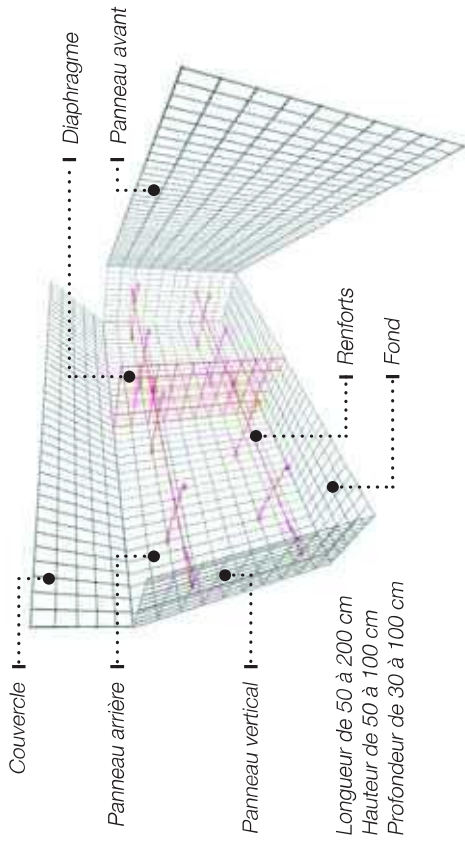 Couvercle
Diaphragme
Panneau arrière
Panneau avant
Panneau vertical
Renforts
Longueur de 50 à 200 cm
Hauteur de 50 à 100 cm
Profondeur de 30 à 100 cm
Fond